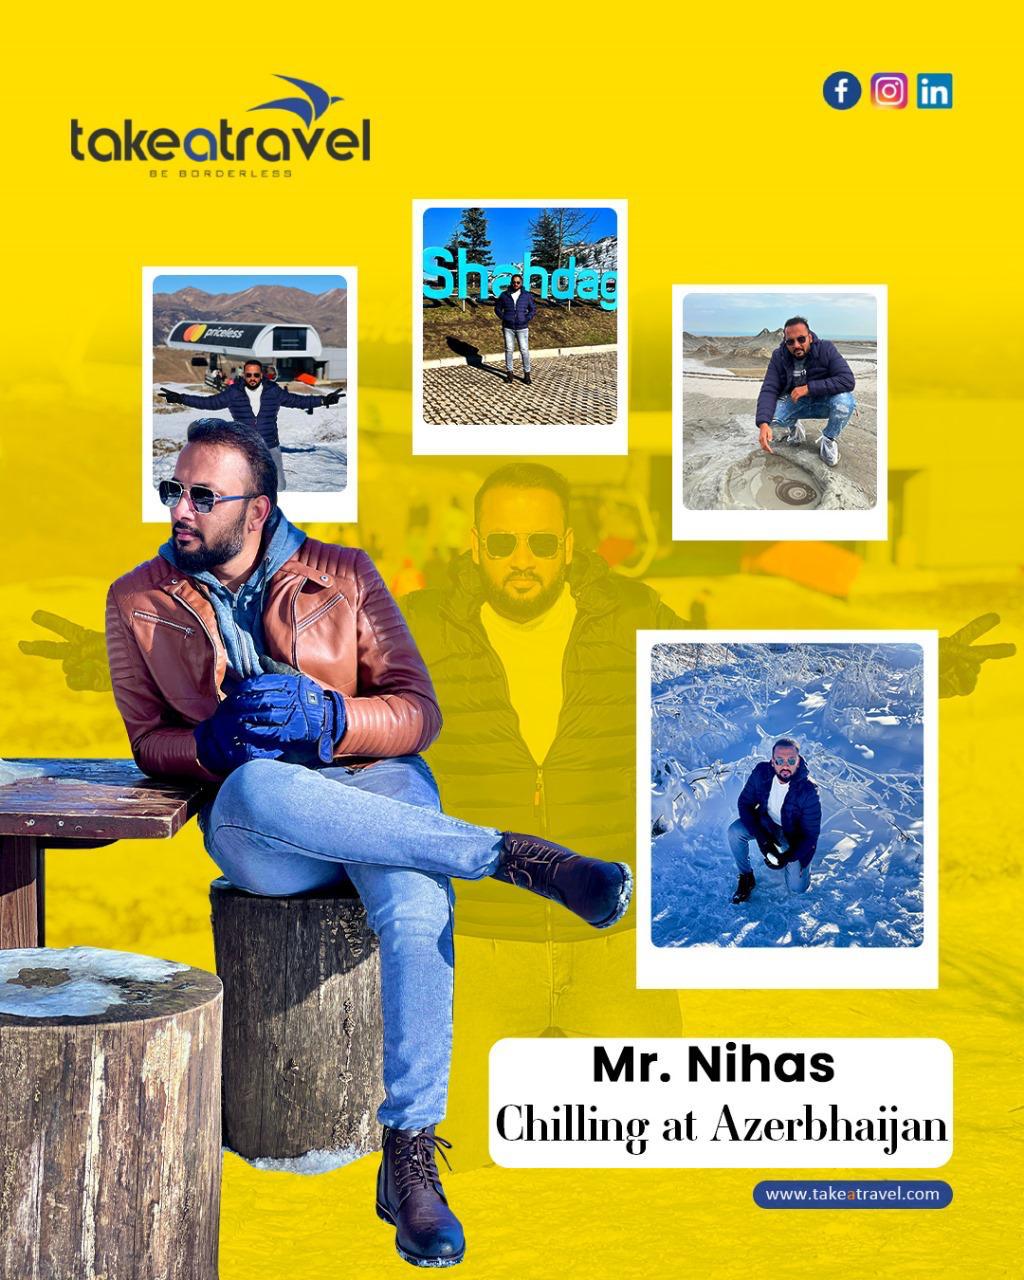 takeatravel
BE BORDERLESS
Shahdag
priceless
Mr. Nihas
Chilling at Azerbhaijan
www.takeatravel.com